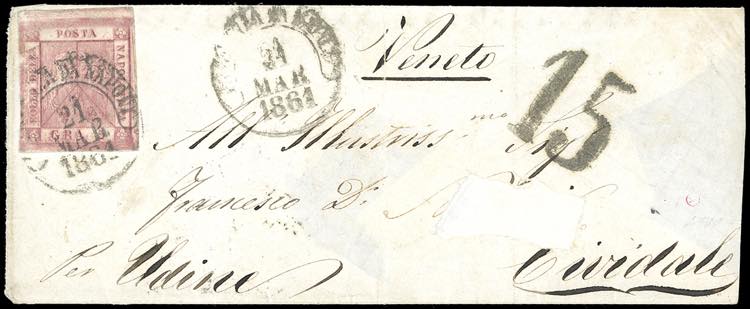 POSTA
NAPO
BOLLO DELLA
GRA
21
MAR
1861
21
MAR
1861
Veneto
15
All Illustriss.mo Sig.
Francesco D.
Per Udine
Cividale